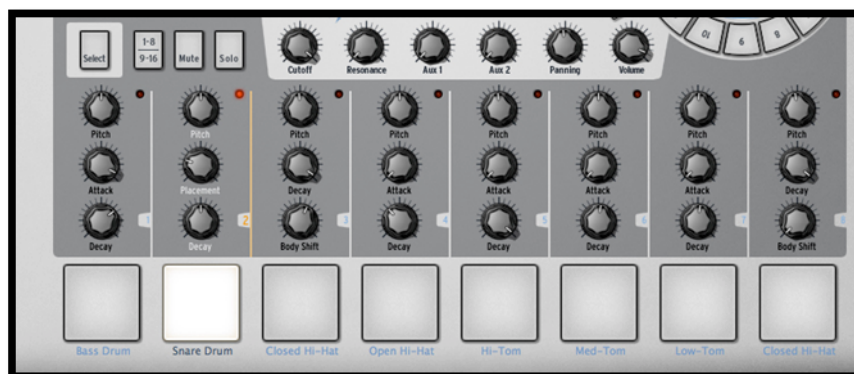 Select
1-8
9-16
Mute
Solo
Cutoff Resonance Aux 1 Aux 2 Panning Volume
10 9 8
Pitch Pitch Pitch Pitch Pitch Pitch Pitch Pitch
Attack Placement Decay Attack Attack Attack Attack Decay
1 2 3 4 5 6 7 8
Decay Decay Body Shift Decay Decay Decay Decay Body Shift
Bass Drum Snare Drum Closed Hi-Hat Open Hi-Hat Hi-Tom Med-Tom Low-Tom Closed Hi-Hat